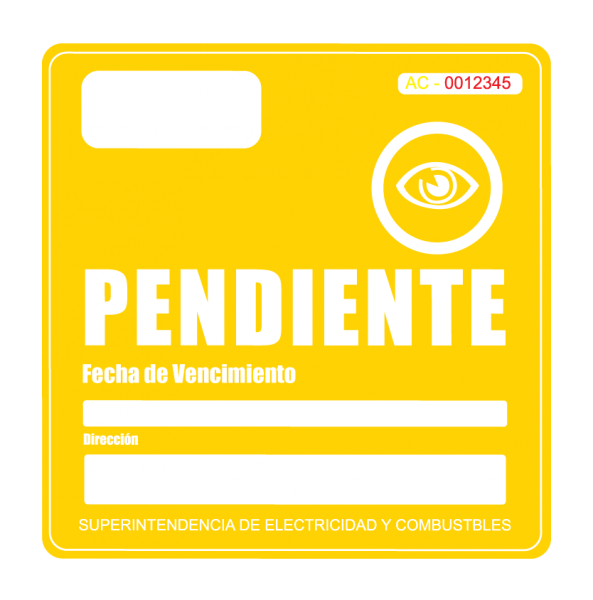 AC - 0012345
PENDIENTE
Fecha de Vencimiento
Dirección
SUPERINTENDENCIA DE ELECTRICIDAD Y COMBUSTBLES